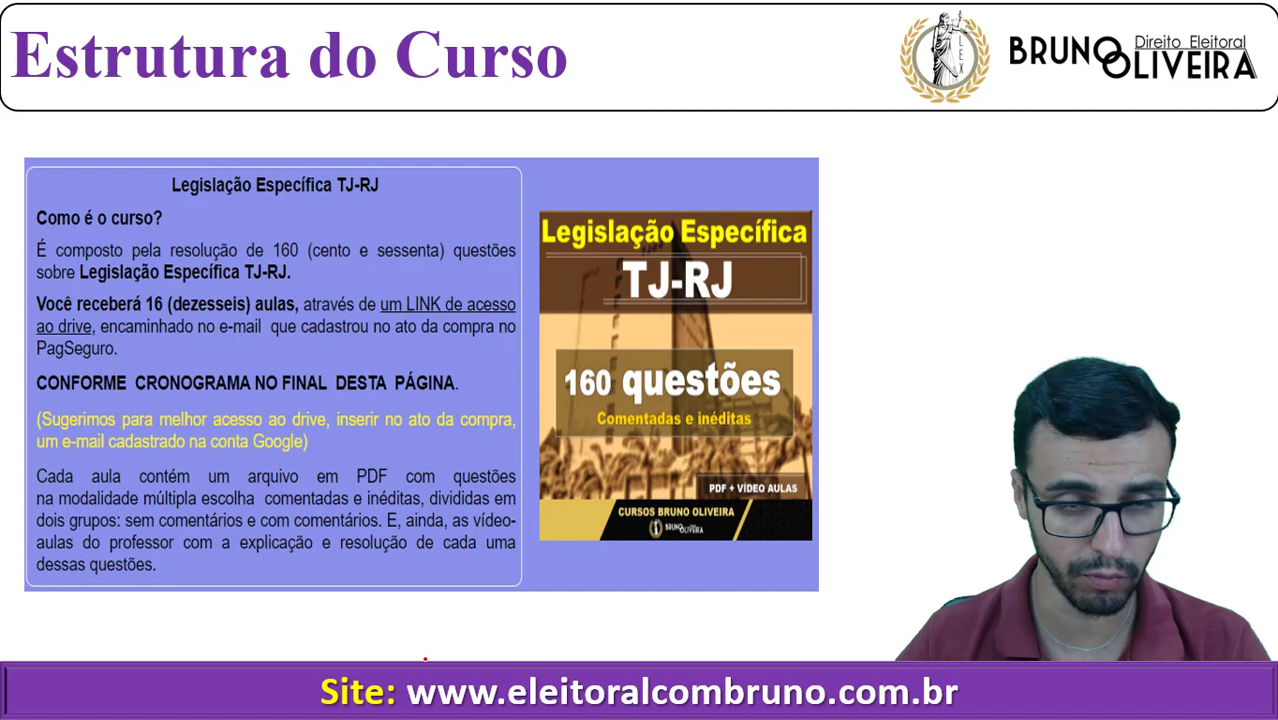 Estrutura do Curso
BRUNO
Direito Eleitoral
OLIVEIRA
LEX
Legislação Específica TJ-RJ
Como é o curso?
É composto pela resolução de 160 (cento e sessenta) questões
sobre Legislação Específica TJ-RJ.
Você receberá 16 (dezesseis) aulas, através de um LINK de acesso
ao drive, encaminhado no e-mail que cadastrou no ato da compra no
PagSeguro.
CONFORME CRONOGRAMA NO FINAL DESTA PÁGINA.
(Sugerimos para melhor acesso ao drive, inserir no ato da compra,
um e-mail cadastrado na conta Google)
Cada aula contém um arquivo em PDF com questões
na modalidade múltipla escolha comentadas e inéditas, divididas em
dois grupos: sem comentários e com comentários. E, ainda, as vídeo-
aulas do professor com a explicação e resolução de cada uma
dessas questões.
Legislação Específica
TJ-RJ
160 questões
Comentadas e inéditas
PDF + VÍDEO AULAS
CURSOS BRUNO OLIVEIRA
BRUNO
OLIVEIRA
Site: www.eleitoralcombruno.com.br